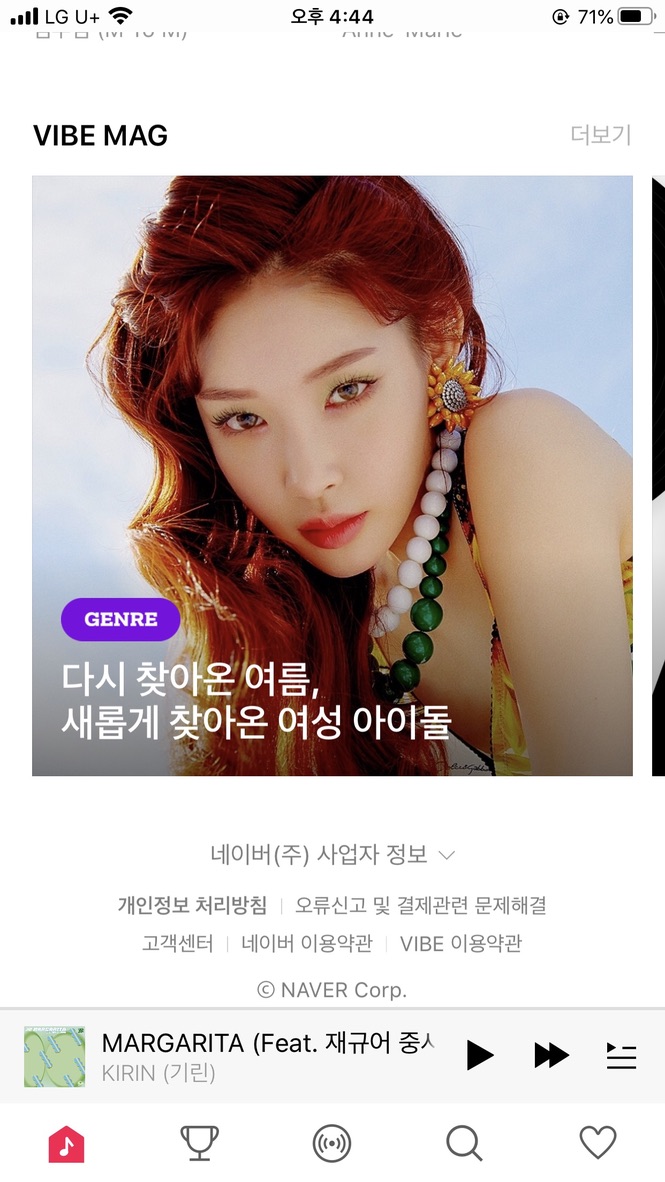 LG U+
오후 4:44
71%
VIBE MAG
더보기
GENRE
다시 찾아온 여름,
새롭게 찾아온 여성 아이돌
네이버(주) 사업자 정보
개인정보 처리방침 | 오류신고 및 결제관련 문제해결
고객센터 | 네이버 이용약관 | VIBE 이용약관
© NAVER Corp.
MARGARITA (Feat. 재규어 중
KIRIN (기린)